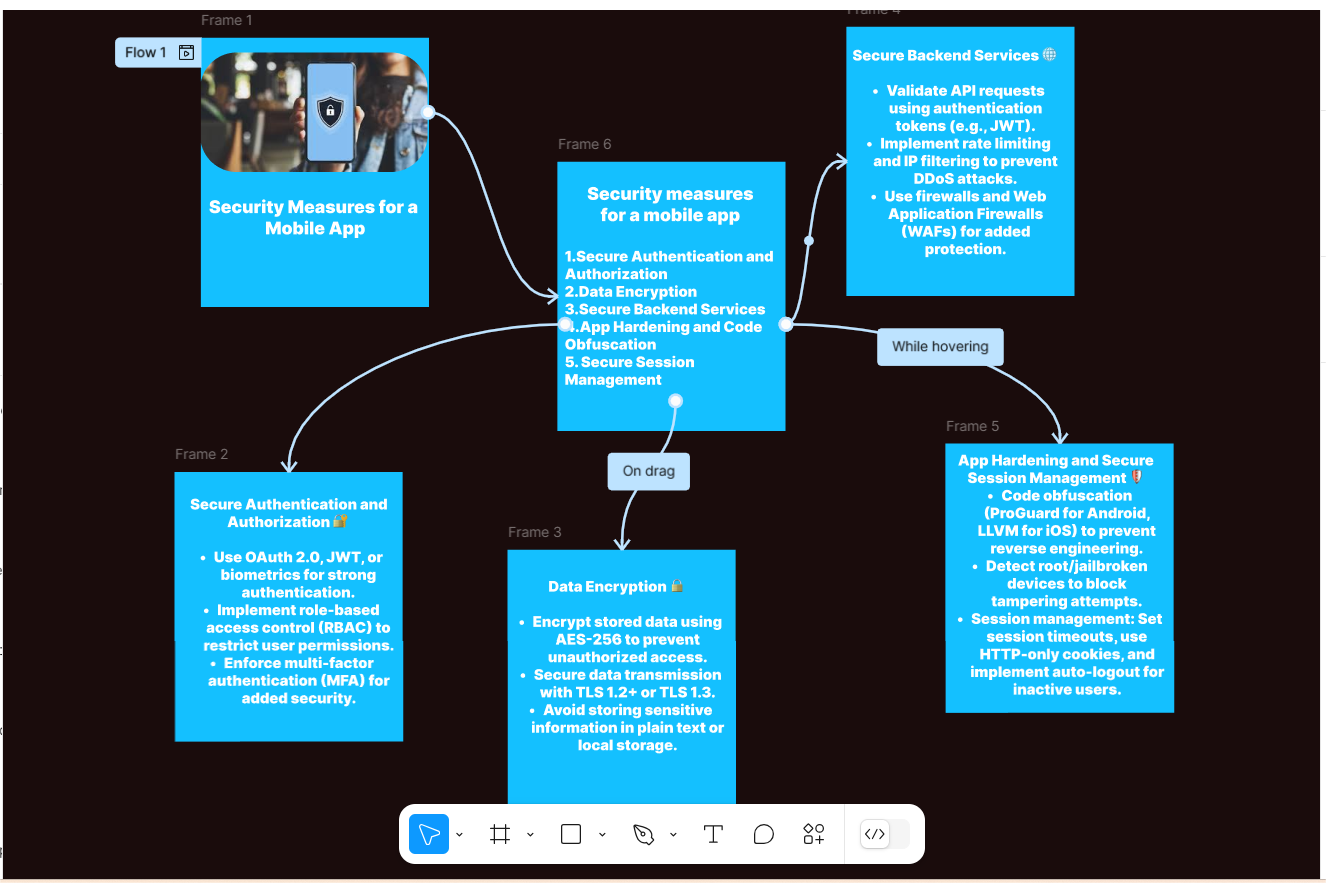 Frame 1
Flow 1
Security Measures for a
Mobile App
Frame 6
Security measures
for a mobile app
1.Secure Authentication and
Authorization
2.Data Encryption
3.Secure Backend Services
4.App Hardening and Code
Obfuscation
5. Secure Session
Management
Frame 4
Secure Backend Services
• Validate API requests
using authentication
tokens (e.g., JWT).
• Implement rate limiting
and IP filtering to prevent
DDoS attacks.
• Use firewalls and Web
Application Firewalls
(WAFs) for added
protection.
While hovering
On drag
Frame 2
Secure Authentication and
Authorization
• Use OAuth 2.0, JWT, or
biometrics for strong
authentication.
• Implement role-based
access control (RBAC) to
restrict user permissions.
• Enforce multi-factor
authentication (MFA) for
added security.
Frame 3
Data Encryption
• Encrypt stored data using
AES-256 to prevent
unauthorized access.
• Secure data transmission
with TLS 1.2+ or TLS 1.3.
• Avoid storing sensitive
information in plain text or
local storage.
Frame 5
App Hardening and Secure
Session Management
• Code obfuscation
(ProGuard for Android,
LLVM for iOS) to prevent
reverse engineering.
• Detect root/jailbroken
devices to block
tampering attempts.
• Session management: Set
session timeouts, use
HTTP-only cookies, and
implement auto-logout for
inactive users.